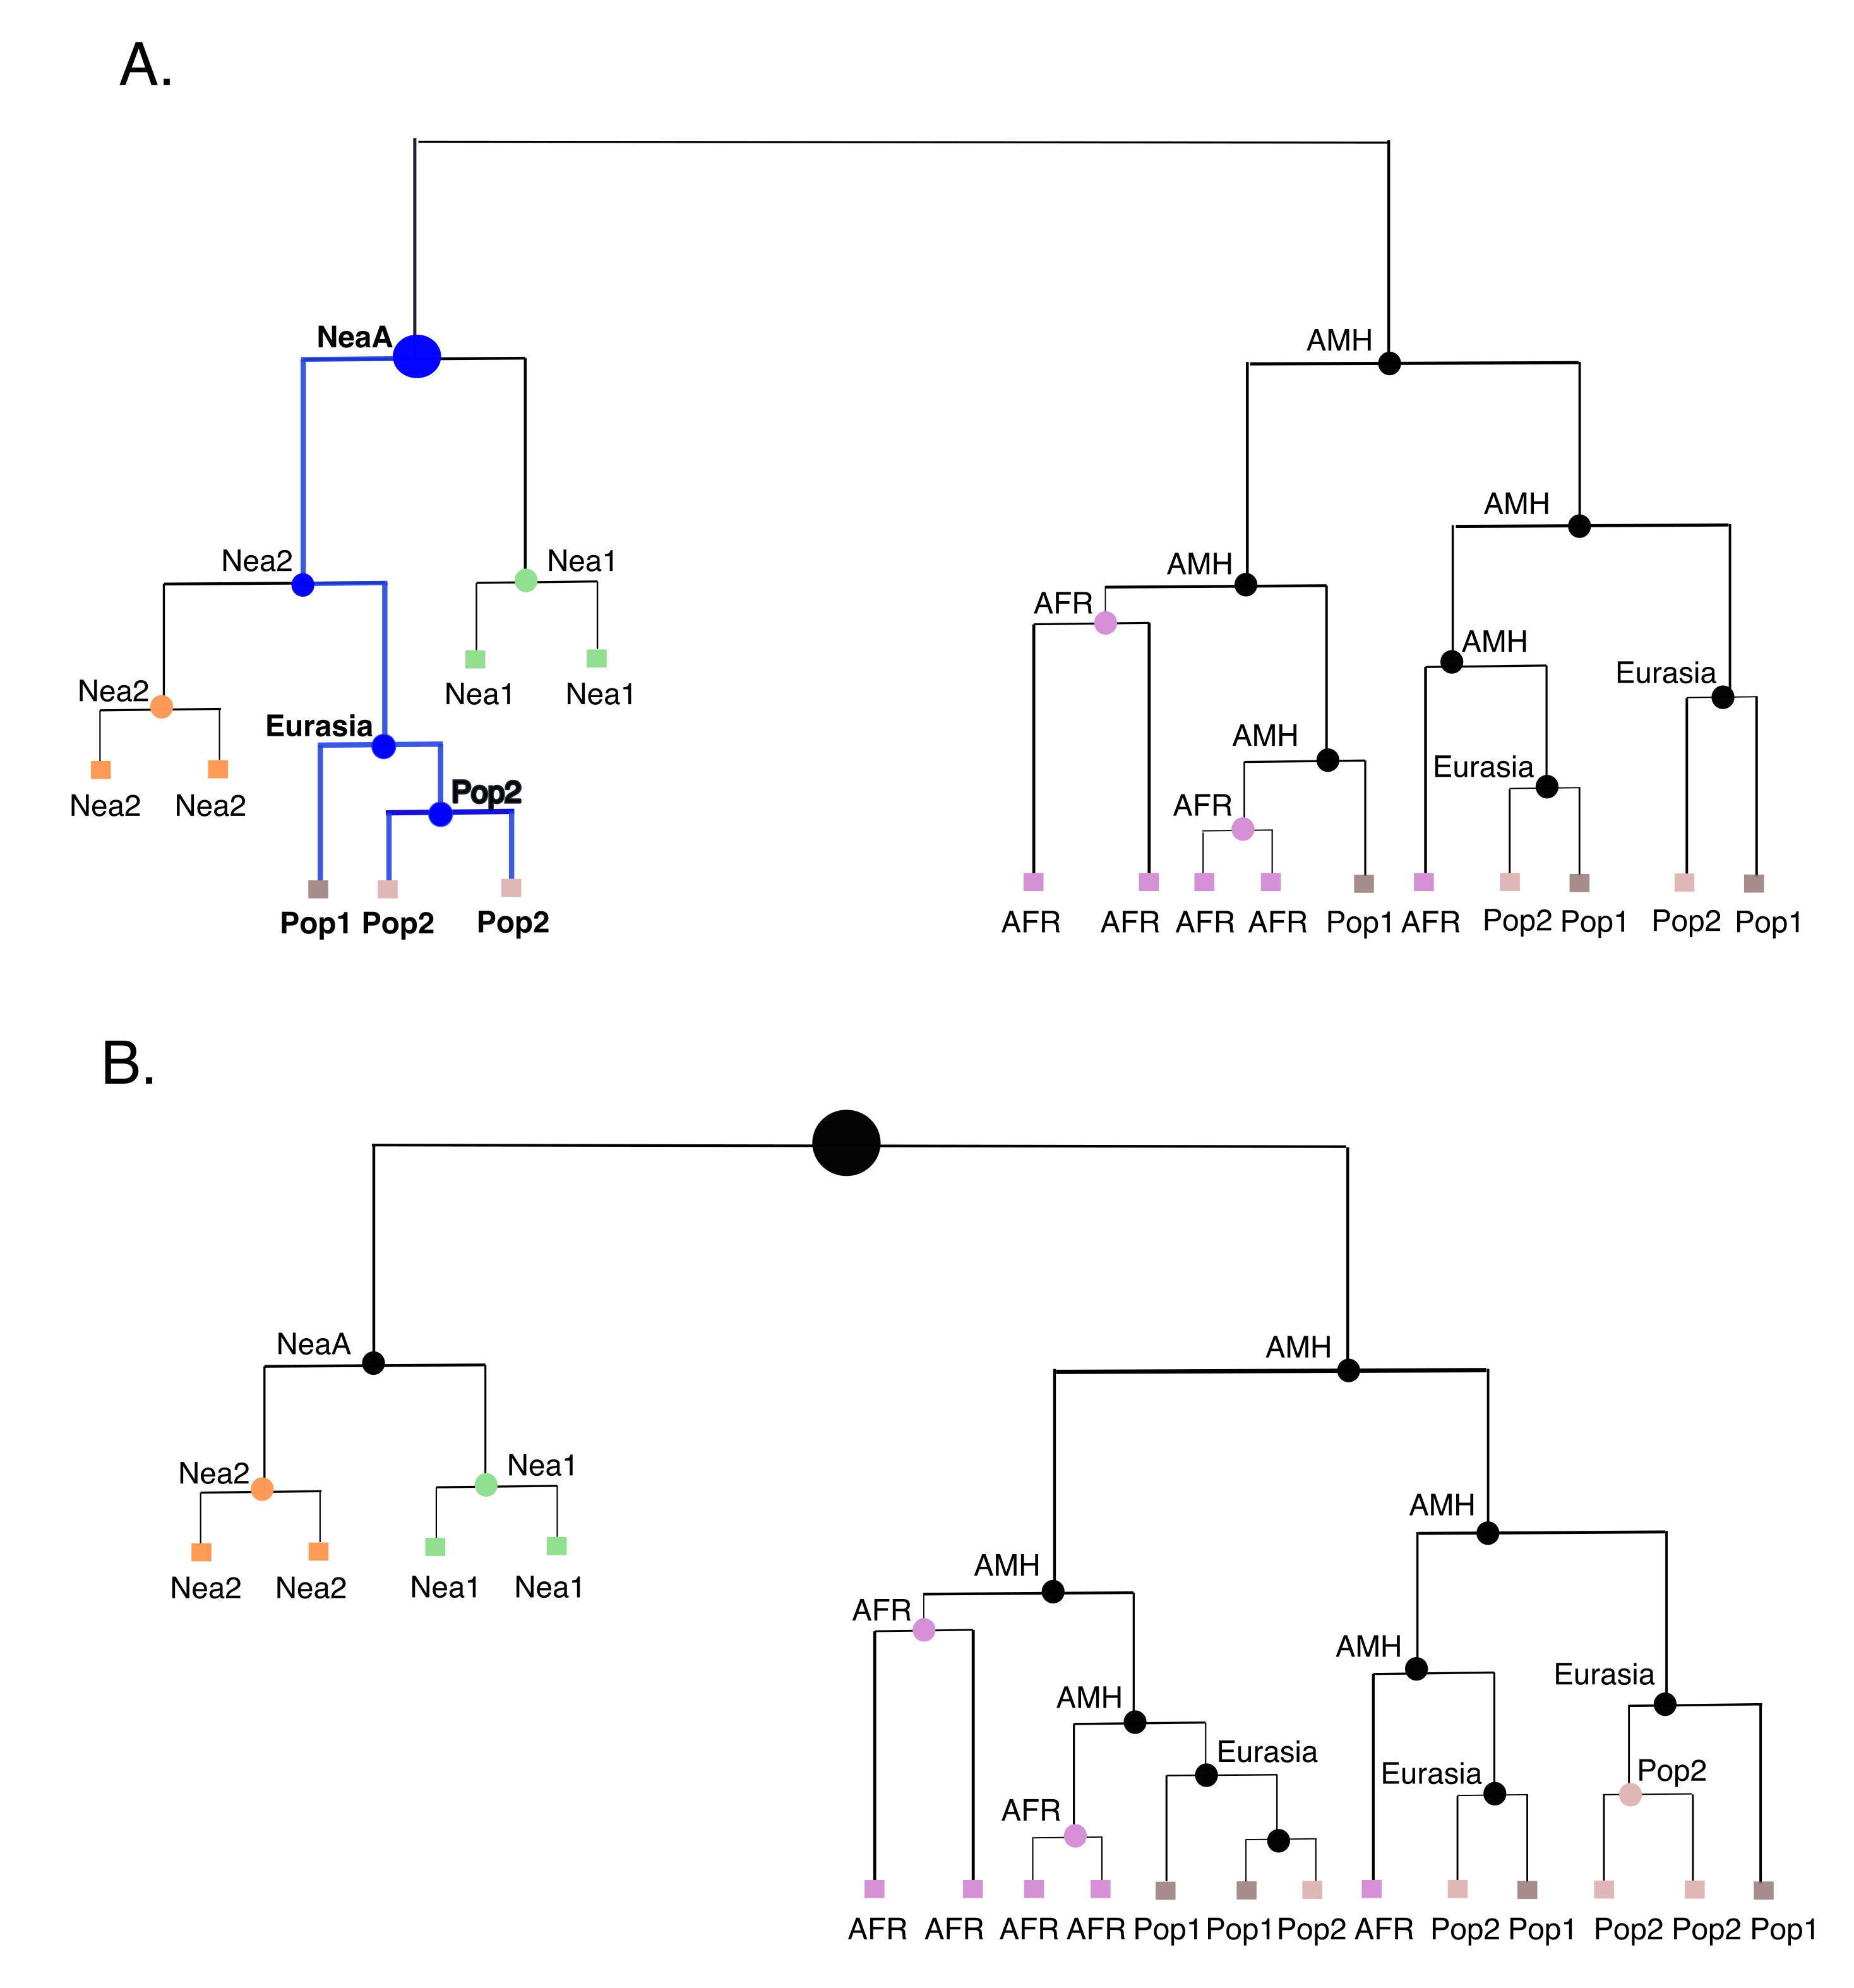 A.
NeaA
AMH
AMH
Nea2 Nea1 AMH
AFR
AMH
Eurasia
Nea1 Nea1
Nea2
Eurasia
AMH
Eurasia
Pop2
Nea2 Nea2 AFR
Pop1 Pop2 Pop2 AFR AFR AFR AFR Pop1 AFR Pop2 Pop1 Pop2 Pop1
B.
NeaA AMH
Nea2 Nea1
AMH
AMH
Nea2 Nea2 Nea1 Nea1
AFR
AMH
Eurasia
AMH
Eurasia
Eurasia Pop2
AFR
AFR AFR AFR AFR Pop1 Pop1 Pop2 AFR Pop2 Pop1 Pop2 Pop2 Pop1